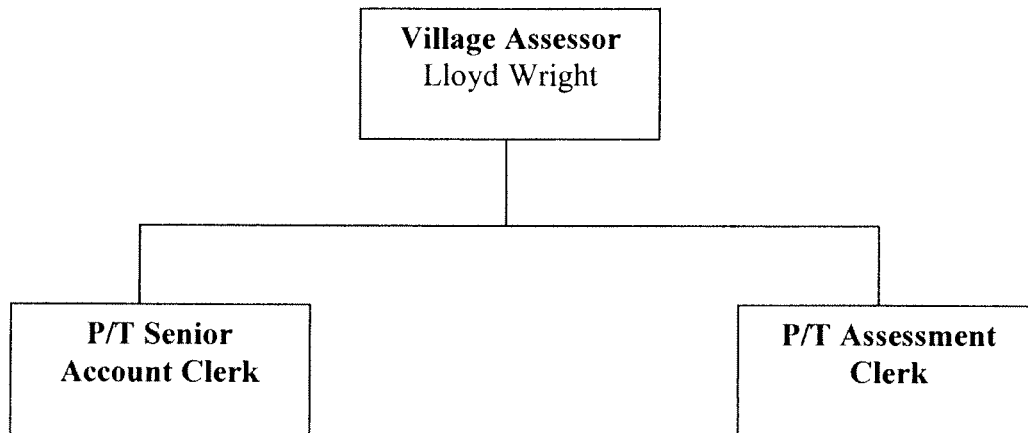 Village Assessor
Lloyd Wright
P/T Senior
Account Clerk
P/T Assessment
Clerk